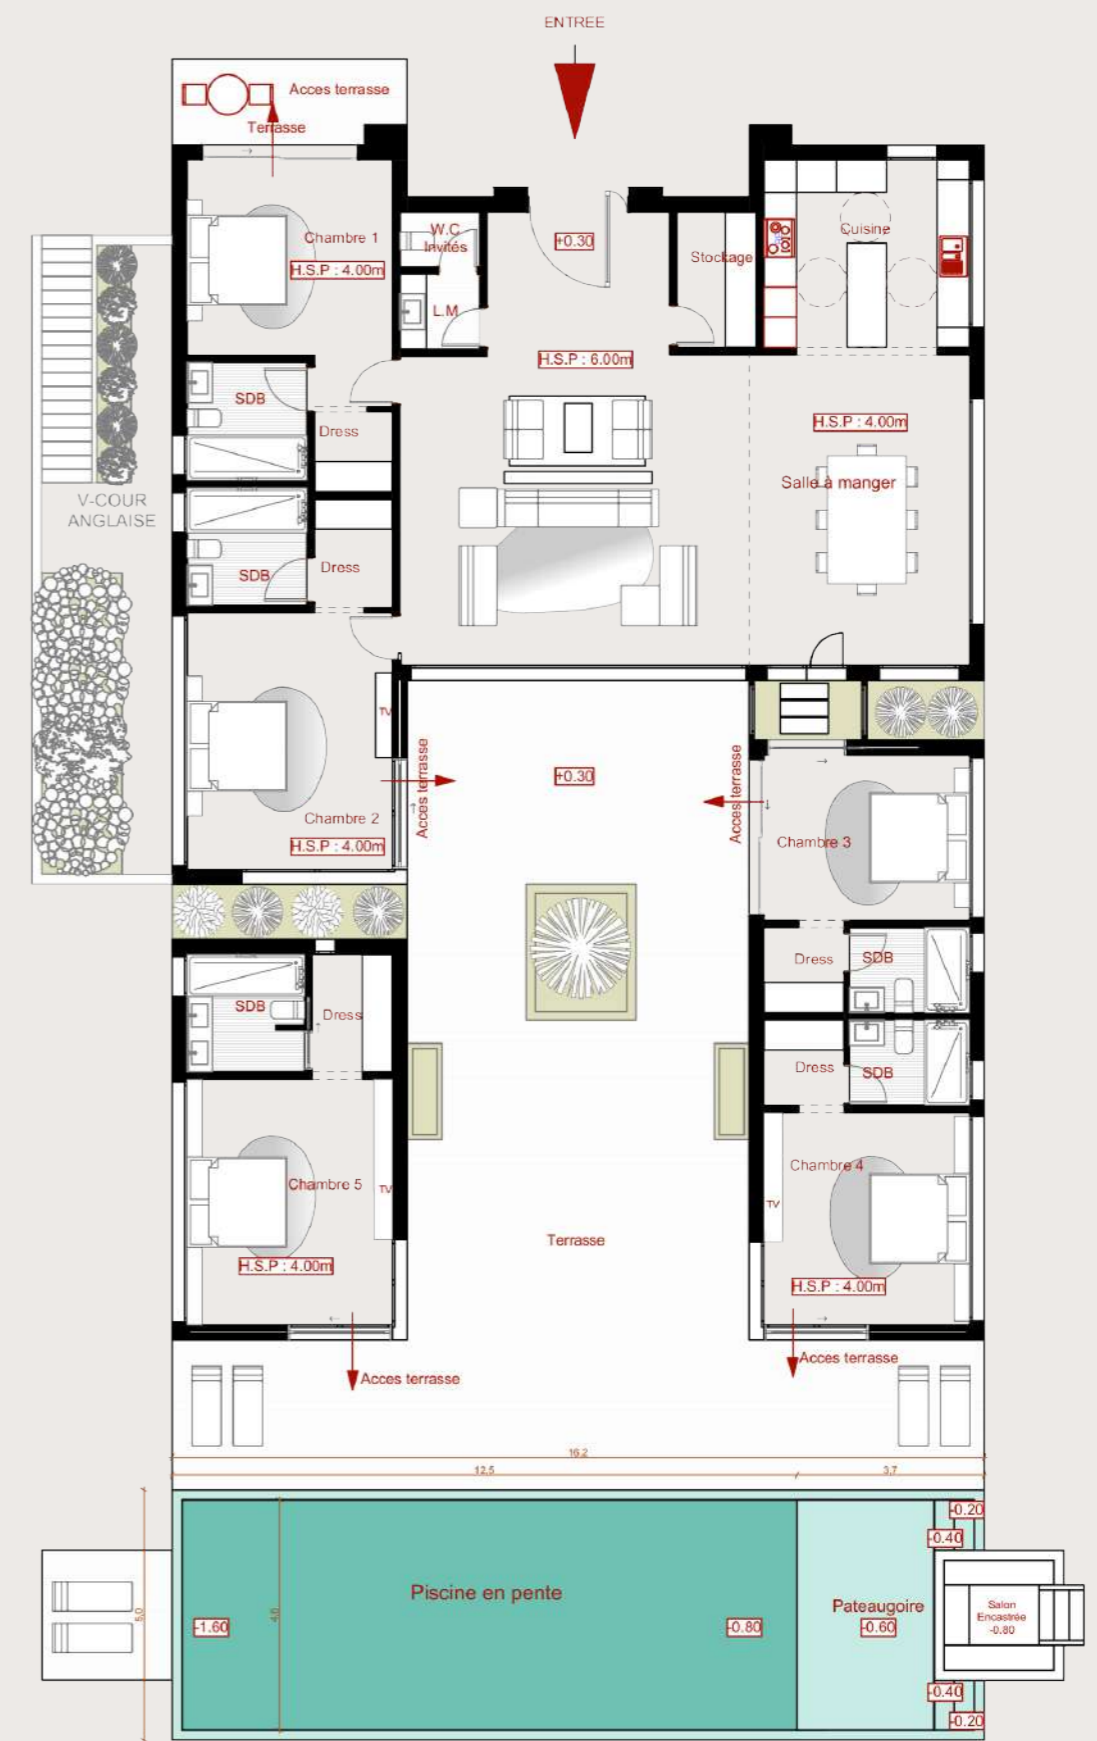 ENTREE
Acces terrasse
Terrasse
Chambre 1
H.S.P : 4.00m
W.C
Invités
L.M
+0.30
Stockage
Cuisine
H.S.P : 6.00m
SDB
Dress
H.S.P : 4.00m
Salle à manger
V-COUR
ANGLAISE
SDB
Dress
TV
Acces terrasse
+0.30
Acces terrasse
Chambre 2
H.S.P : 4.00m
Chambre 3
SDB
Dress
Dress
SDB
Dress
SDB
Chambre 5
TV
H.S.P : 4.00m
Chambre 4
TV
Terrasse
H.S.P : 4.00m
Acces terrasse
Acces terrasse
16.2
12.5
3.7
-0.20
-0.40
5.0
4.6
Piscine en pente
-1.60
-0.80
Pateaugoire
-0.60
Salon
Encastrée
-0.80
-0.40
-0.20